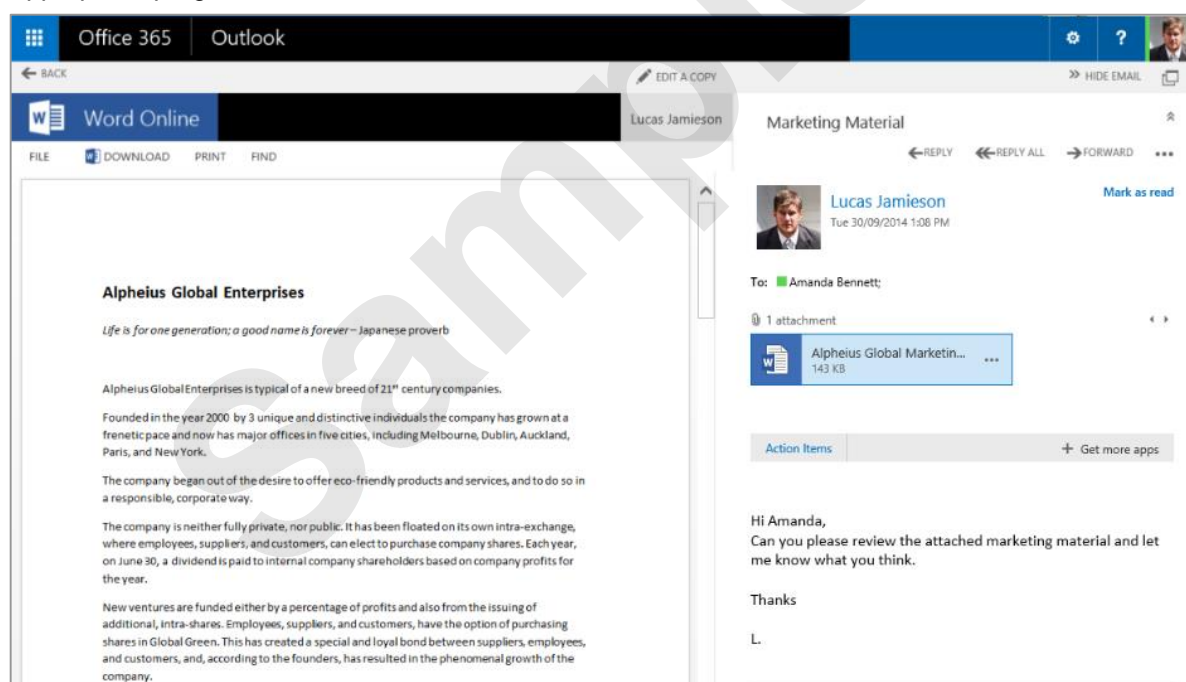 Office 365 Outlook ?
BACK
EDIT A COPY
HIDE EMAIL
Word Online
Lucas Jamieson
FILE DOWNLOAD PRINT FIND
Alpheius Global Enterprises
Life is for one generation; a good name is forever – Japanese proverb
Alpheius Global Enterprises is typical of a new breed of 21st century companies.
Founded in the year 2000 by 3 unique and distinctive individuals the company has grown at a
frenetic pace and now has major offices in five cities, including Melbourne, Dublin, Auckland,
Paris, and New York.
The company began out of the desire to offer eco-friendly products and services, and to do so in
a responsible, corporate way.
The company is neither fully private, nor public. It has been floated on its own intra-exchange,
where employees, suppliers, and customers, can elect to purchase company shares. Each year,
on June 30, a dividend is paid to internal company shareholders based on company profits for
the year.
New ventures are funded either by a percentage of profits and also from the issuing of
additional, intra-shares. Employees, suppliers, and customers, have the option of purchasing
shares in Global Green. This has created a special and loyal bond between suppliers, employees,
and customers, and, according to the founders, has resulted in the phenomenal growth of the
company.
Marketing Material
REPLY REPLY ALL FORWARD ...
Lucas Jamieson
Mark as read
Tue 30/09/2014 1:08 PM
To: Amanda Bennett;
1 attachment
Alpheius Global Marketin... ...
143 KB
Action Items
+ Get more apps
Hi Amanda,
Can you please review the attached marketing material and let
me know what you think.
Thanks
L.
Sample